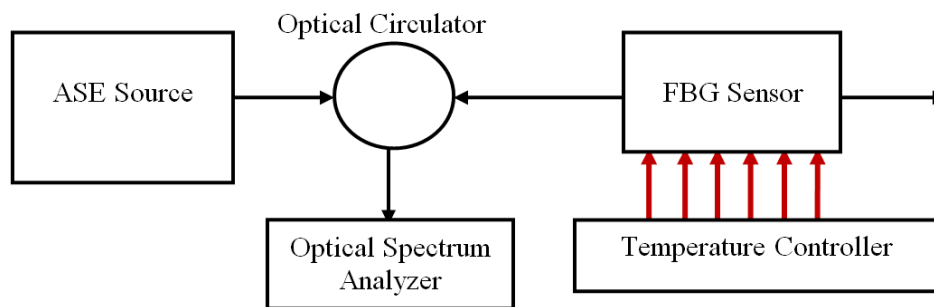 Optical Circulator
ASE Source
FBG Sensor
Optical Spectrum
Analyzer
Temperature Controller